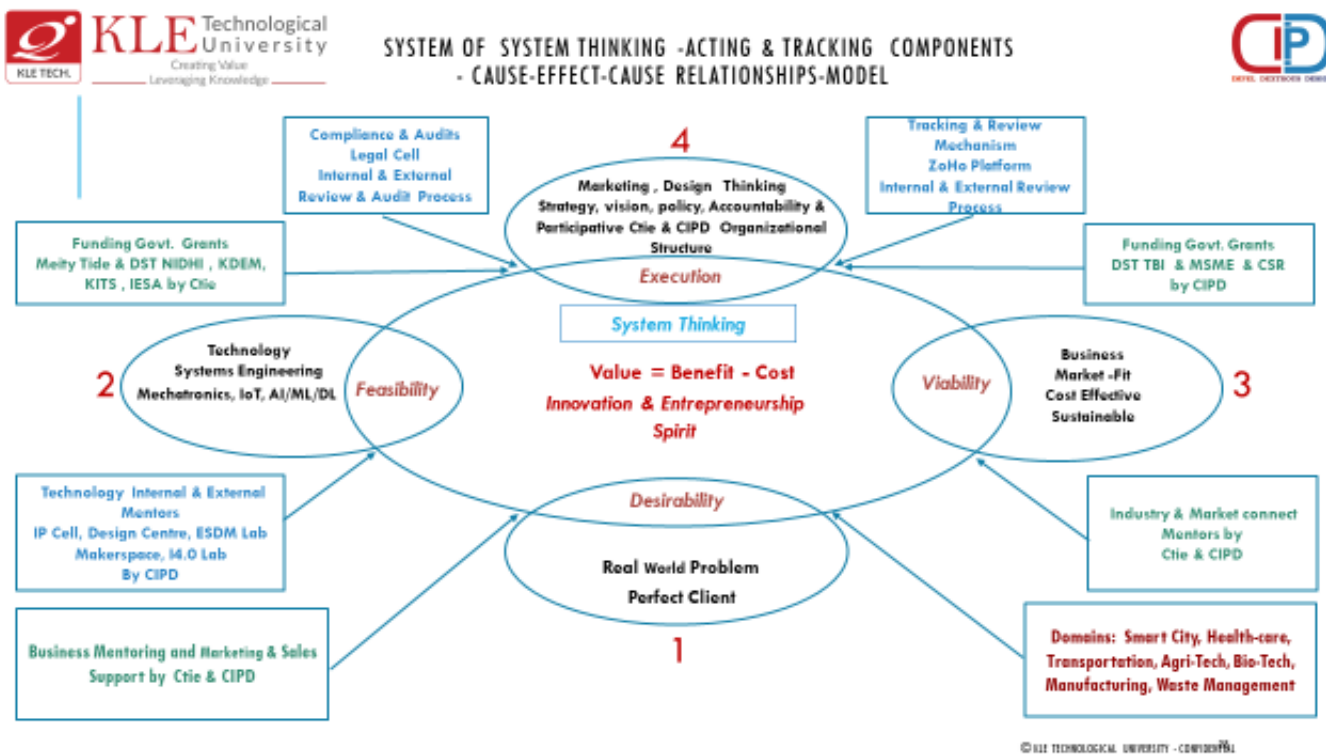 KLE TECH.
KLE Technological University
Creating Value
Leveraging Knowledge
SYSTEM OF SYSTEM THINKING -ACTING & TRACKING COMPONENTS
- CAUSE-EFFECT-CAUSE RELATIONSHIPS-MODEL
CIPD
Compliance & Audits
Legal Cell
Internal & External
Review & Audit Process
4
Marketing , Design Thinking
Strategy, vision, policy, Accountability &
Participative Ctie & CIPD Organizational
Structure
Execution
Tracking & Review
Mechanism
ZoHo Platform
Internal & External Review
Process
Funding Govt. Grants
Meity Tide & DST NIDHI , KDEM,
KITS , IESA by Ctie
Funding Govt. Grants
DST TBI & MSME & CSR
by CIPD
System Thinking
2
Technology
Systems Engineering
Mechatronics, IoT, AI/ML/DL
Feasibility
Value = Benefit - Cost
Innovation & Entrepreneurship
Spirit
Viability
Business
Market -Fit
Cost Effective
Sustainable
3
Technology Internal & External
Mentors
IP Cell, Design Centre, ESDM Lab
Makerspace, I4.0 Lab
By CIPD
Desirability
Real World Problem
Perfect Client
1
Industry & Market connect
Mentors by
Ctie & CIPD
Business Mentoring and Marketing & Sales
Support by Ctie & CIPD
Domains: Smart City, Health-care,
Transportation, Agri-Tech, Bio-Tech,
Manufacturing, Waste Management
© KLE TECHNOLOGICAL UNIVERSITY - CONFIDENTIAL